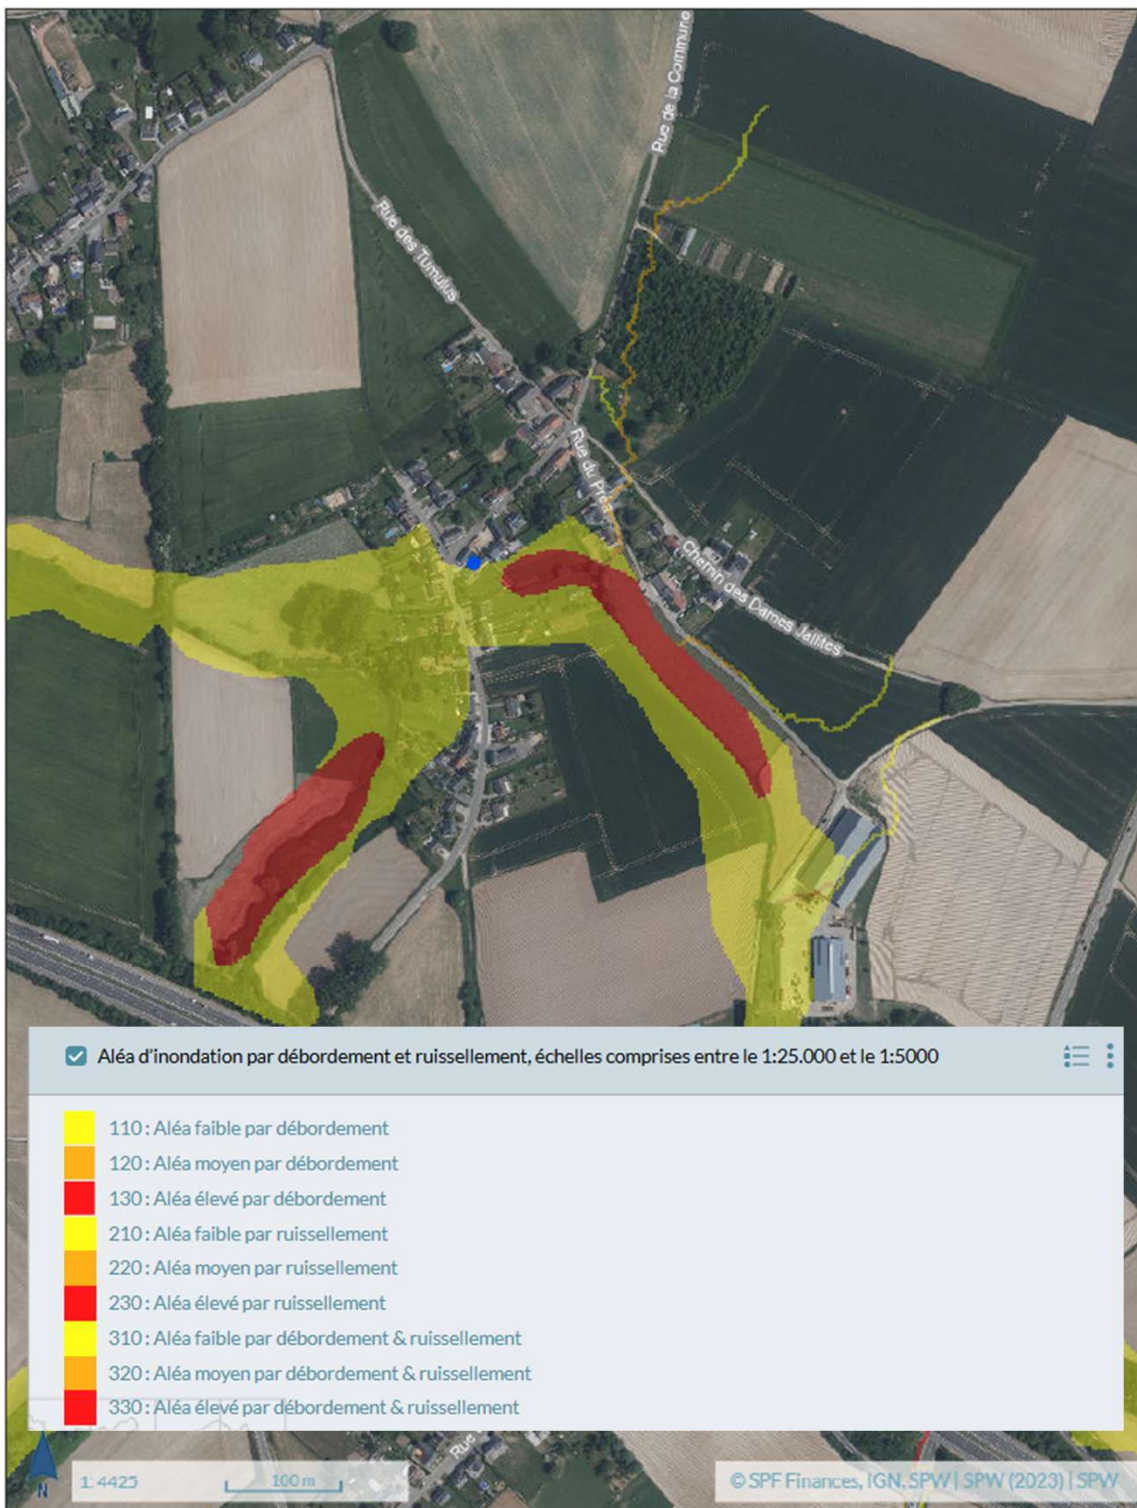 Rue de la Commune
Rue des Tumulus
Rue du Préa
Chemin des Dames Jallites
Aléa d'inondation par débordement et ruissellement, échelles comprises entre le 1:25.000 et le 1:5000
110 : Aléa faible par débordement
120 : Aléa moyen par débordement
130 : Aléa élevé par débordement
210 : Aléa faible par ruissellement
220 : Aléa moyen par ruissellement
230 : Aléa élevé par ruissellement
310 : Aléa faible par débordement & ruissellement
320 : Aléa moyen par débordement & ruissellement
330 : Aléa élevé par débordement & ruissellement
Rue
N
1: 4425
100 m
© SPF Finances, IGN, SPW | SPW (2023) | SPW